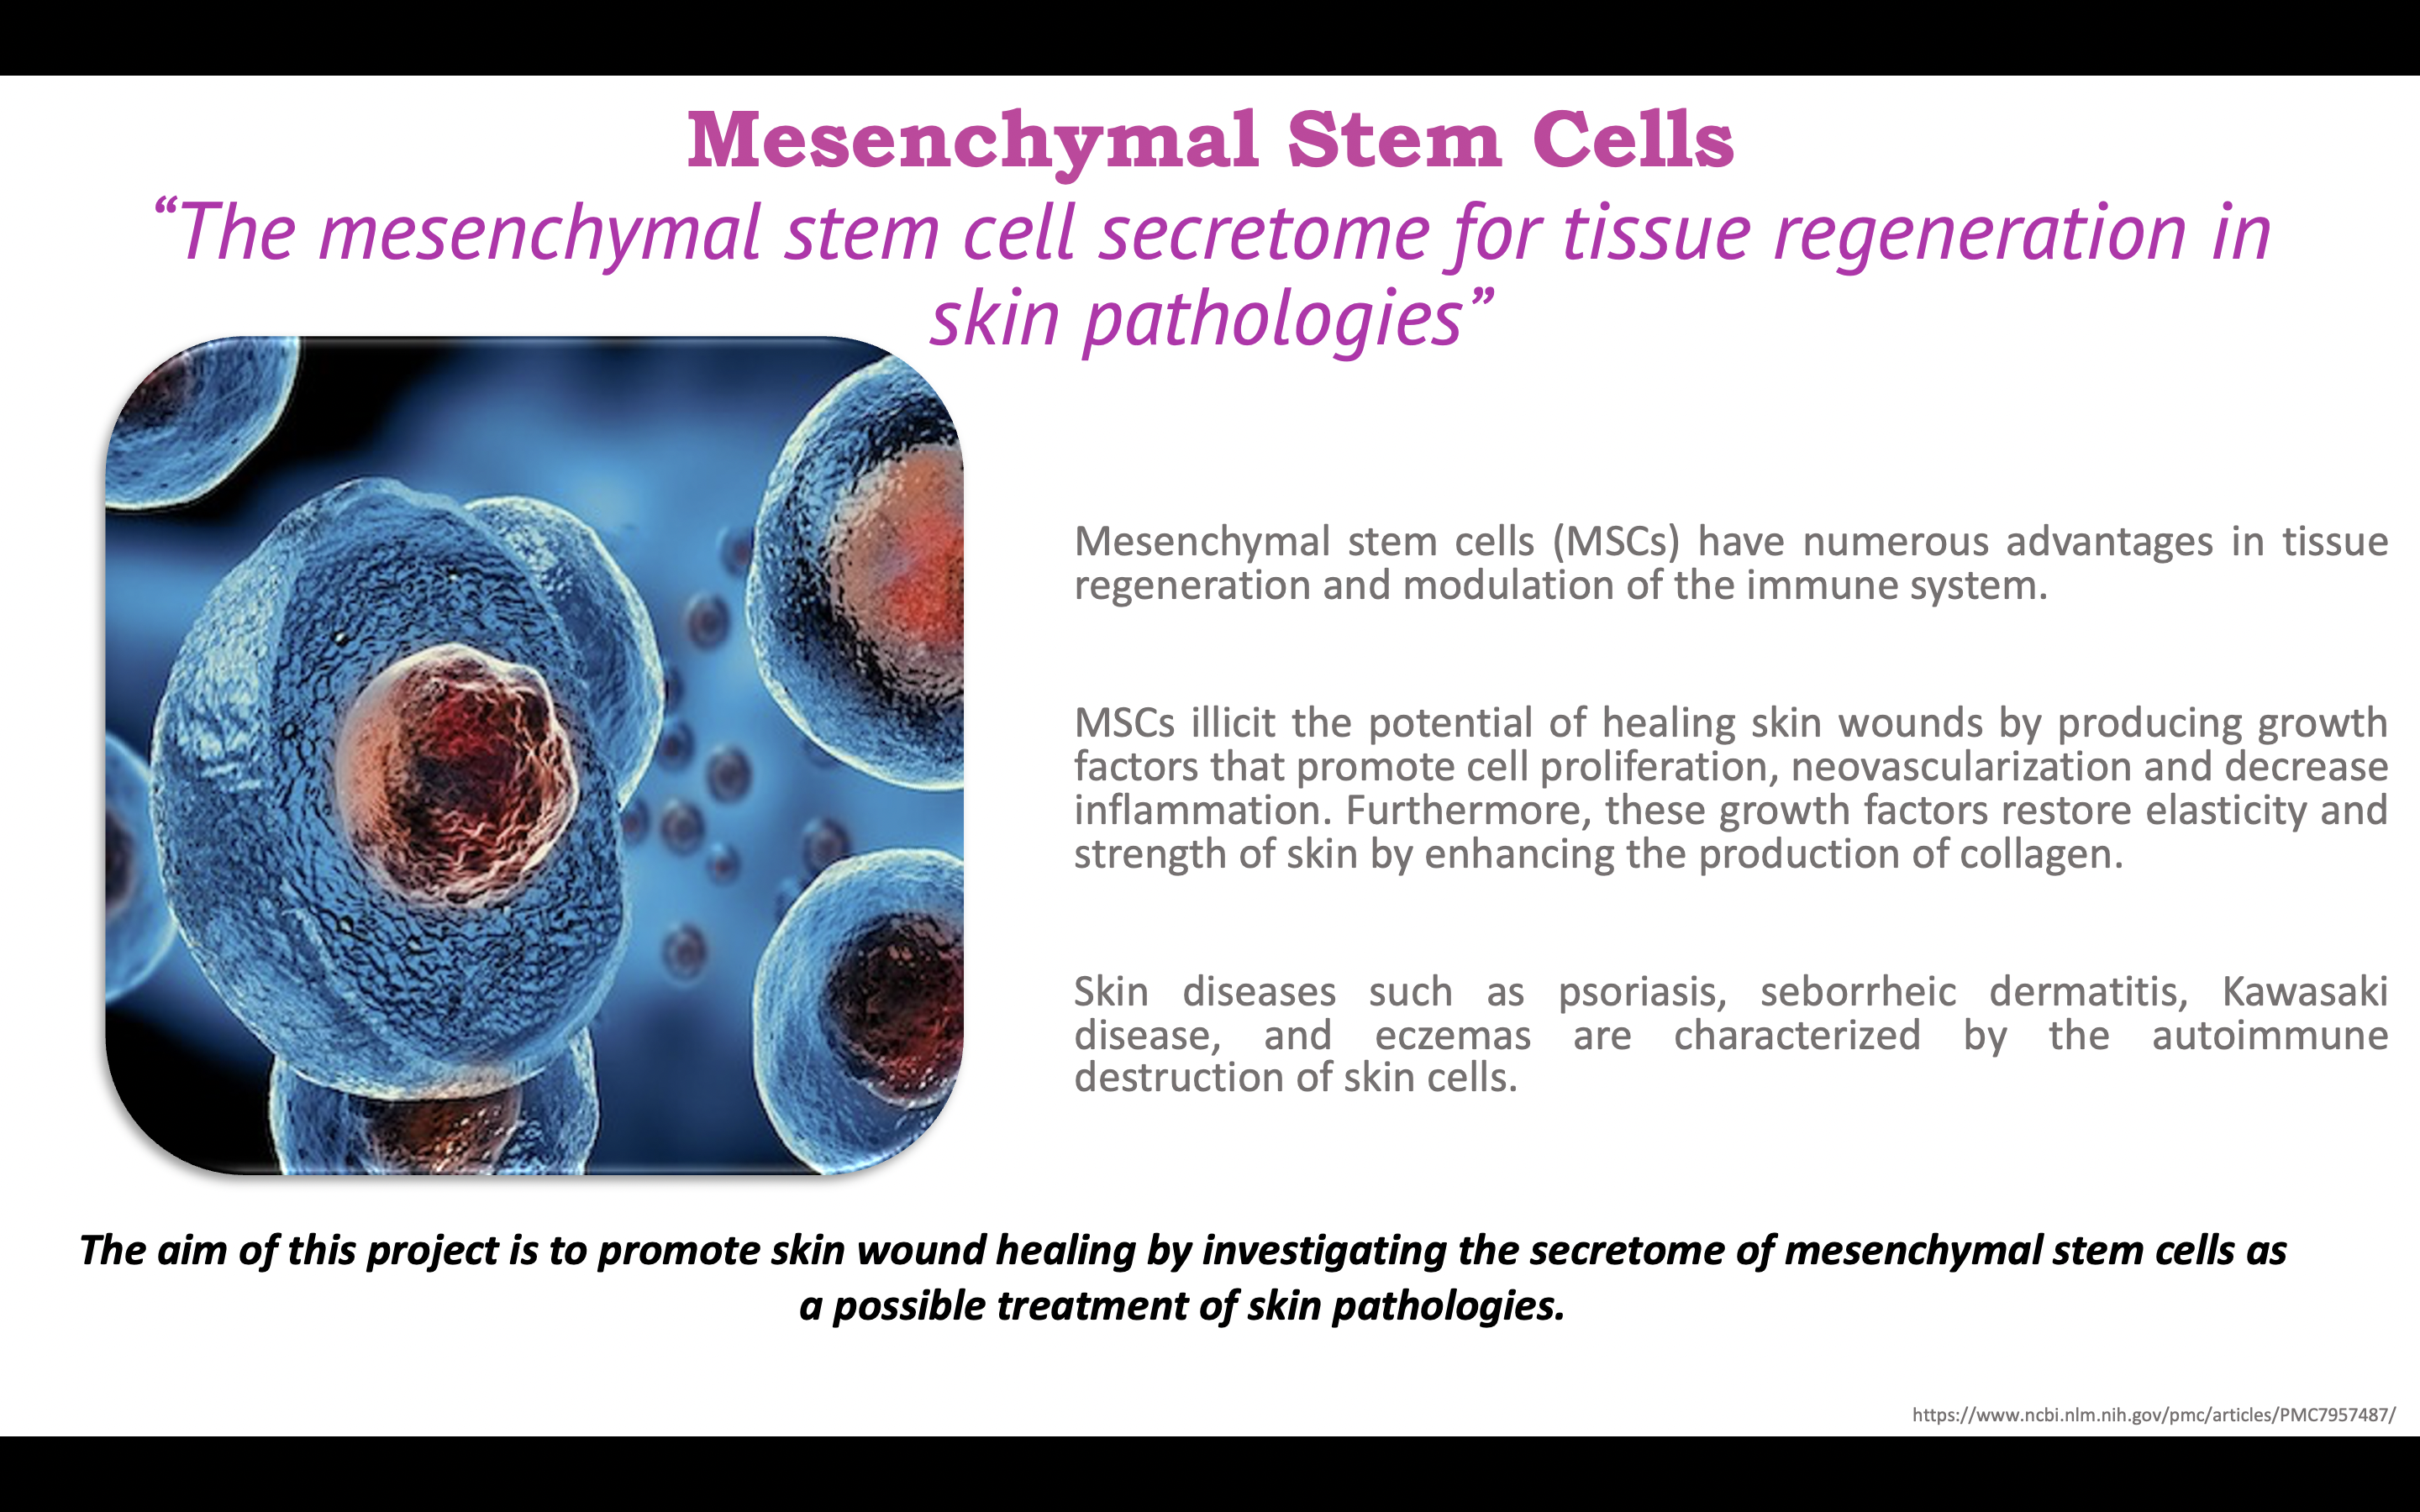 Mesenchymal Stem Cells
“The mesenchymal stem cell secretome for tissue regeneration in
skin pathologies”
Mesenchymal stem cells (MSCs) have numerous advantages in tissue
regeneration and modulation of the immune system.
MSCs illicit the potential of healing skin wounds by producing growth
factors that promote cell proliferation, neovascularization and decrease
inflammation. Furthermore, these growth factors restore elasticity and
strength of skin by enhancing the production of collagen.
Skin diseases such as psoriasis, seborrheic dermatitis, Kawasaki
disease, and eczemas are characterized by the autoimmune
destruction of skin cells.
The aim of this project is to promote skin wound healing by investigating the secretome of mesenchymal stem cells as
a possible treatment of skin pathologies.
https://www.ncbi.nlm.nih.gov/pmc/articles/PMC7957487/